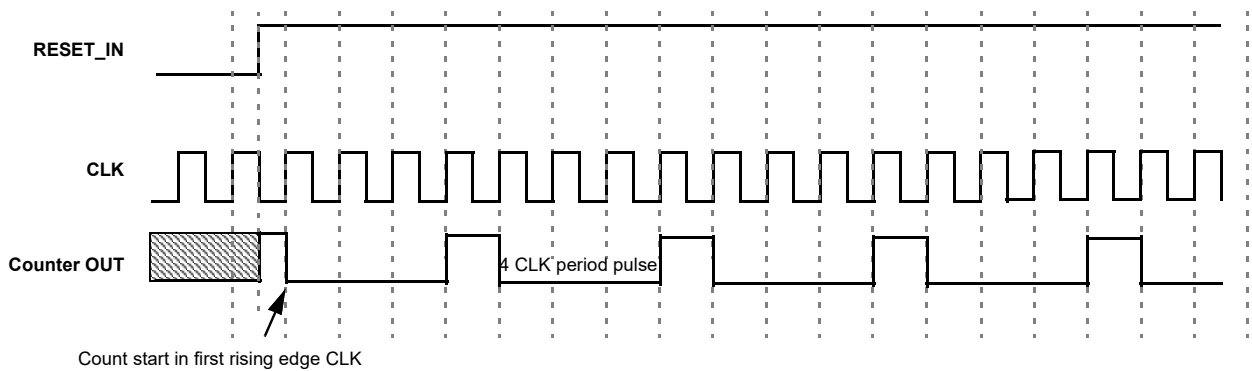 RESET_IN
CLK
Counter OUT
4 CLK period pulse
Count start in first rising edge CLK